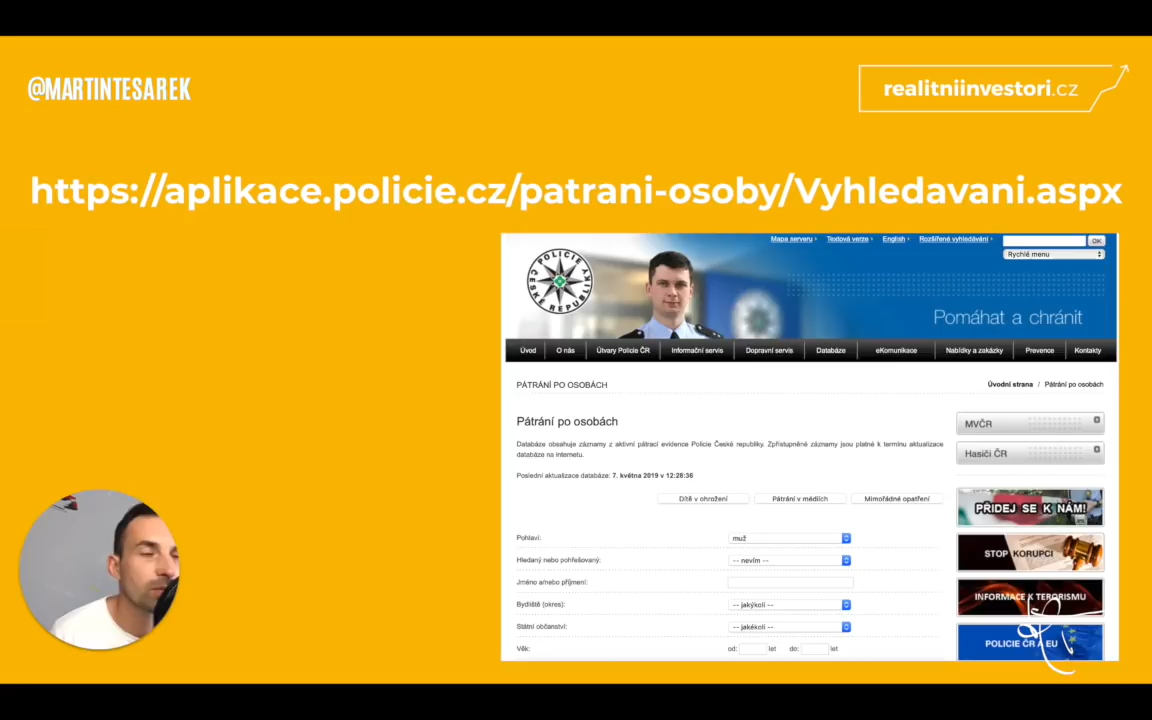 @MARTINTESAREK
realitniinvestori.cz
https://aplikace.policie.cz/patrani-osoby/Vyhledavani.aspx
Mapa serveru Textová verze English Rozšířené vyhledávání OK
Rychlé menu
POLICIE ČESKÉ REPUBLIKY
Pomáhat a chránit
Úvod O nás Útvary Policie ČR Informační servis Dopravní servis Databáze eKomunikace Nabídky a zakázky Prevence Kontakty
PÁTRÁNÍ PO OSOBÁCH Úvodní strana / Pátrání po osobách
Pátrání po osobách
MVČR
Databáze obsahuje záznamy z aktivní pátrací evidence Policie České republiky. Zpřístupněné záznamy jsou platné k termínu aktualizace
databáze na internetu.
Hasiči ČR
Poslední aktualizace databáze: 7. května 2019 v 12:28:36
Dítě v ohrožení Pátrání v médiích Mimořádné opatření
PŘIDEJ SE K NÁM!
Pohlaví: muž
STOP KORUPCI
Hledaný nebo pohřešovaný: -- nevím --
Jméno a/nebo příjmení:
INFORMACE K TERORISMU
Bydliště (okres): -- jakýkoli --
Státní občanství: -- jakékoli --
POLICIE ČR A EU
Věk: od: let do: let